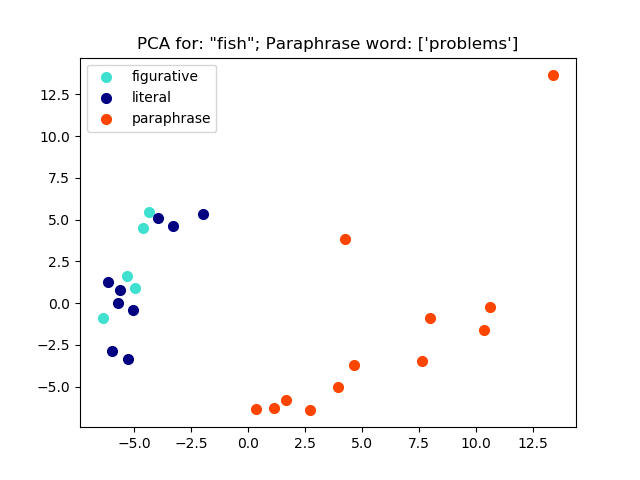 PCA for: "fish"; Paraphrase word: ['problems']
figurative
literal
paraphrase
12.5
10.0
7.5
5.0
2.5
0.0
−2.5
−5.0
−5.0 −2.5 0.0 2.5 5.0 7.5 10.0 12.5